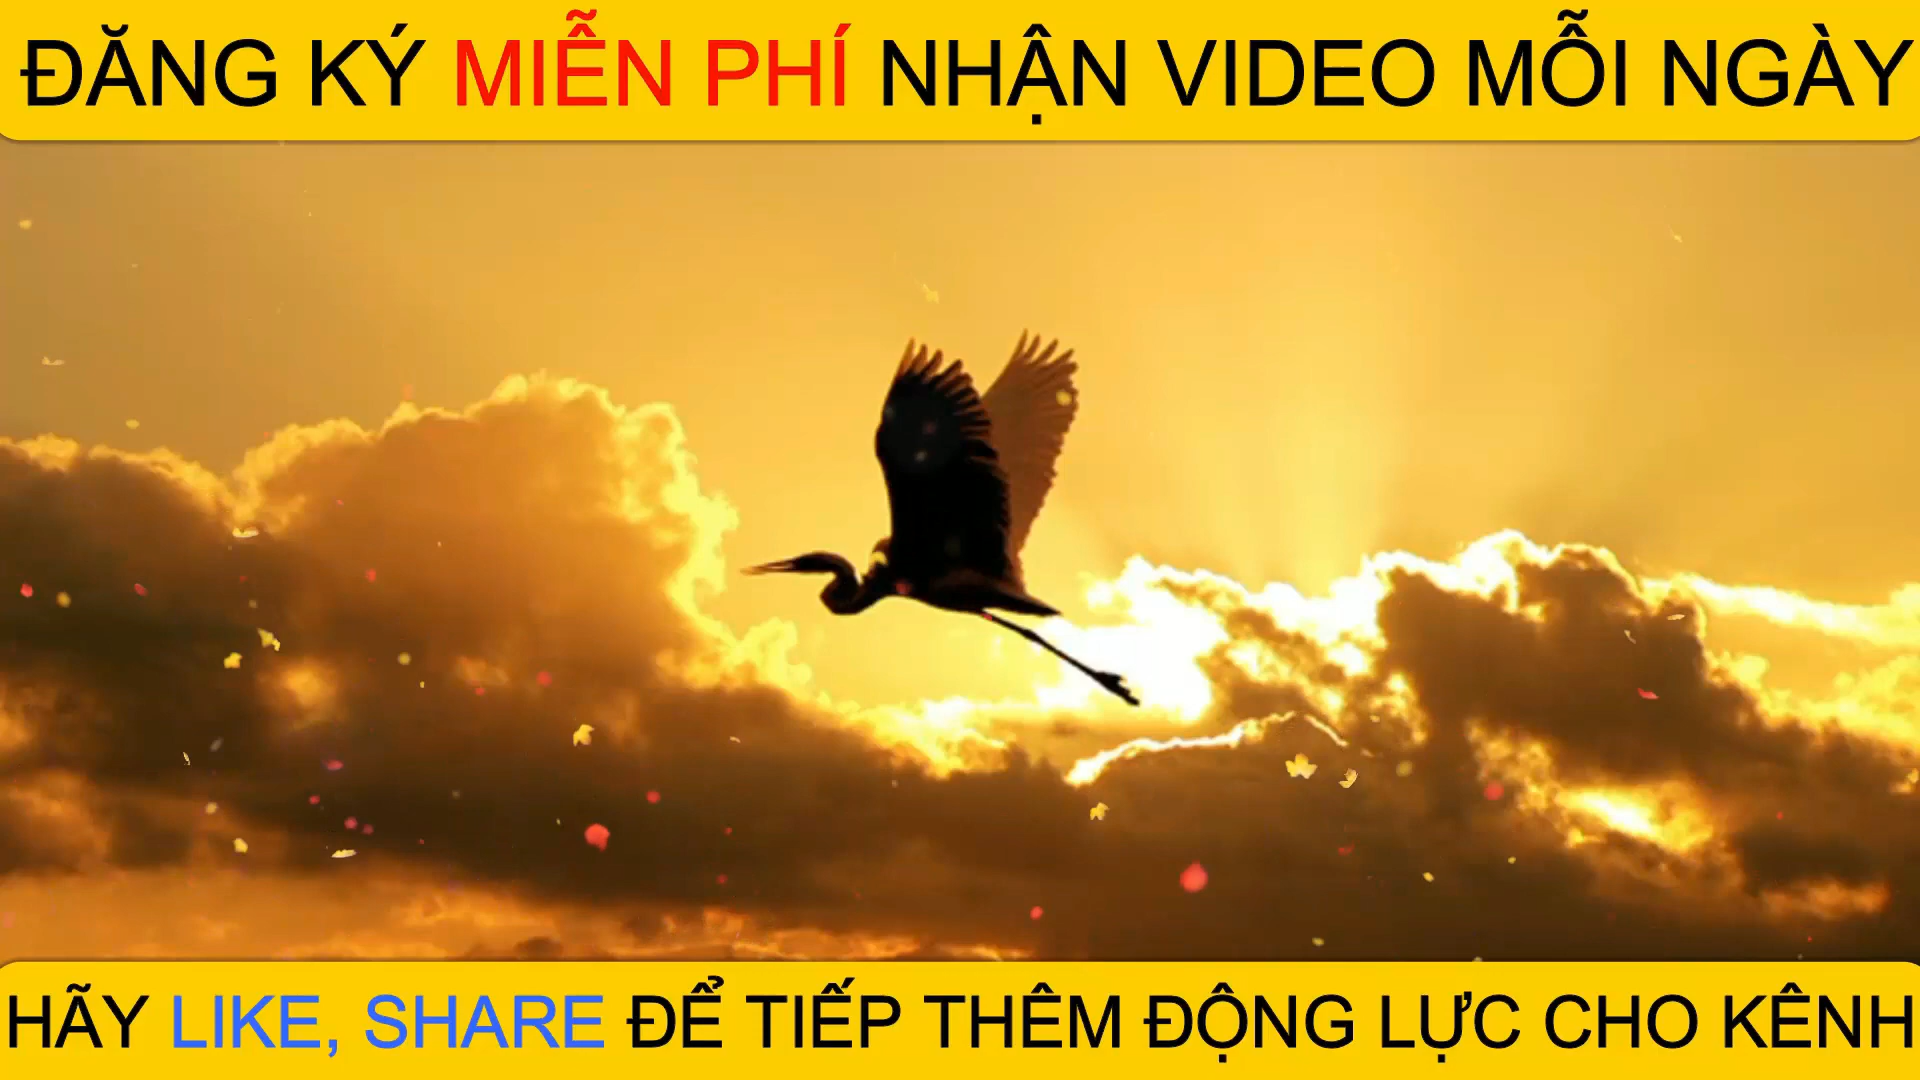 ĐĂNG KÝ MIỄN PHÍ NHẬN VIDEO MỖI NGÀY
HÃY LIKE, SHARE ĐỂ TIẾP THÊM ĐỘNG LỰC CHO KÊNH